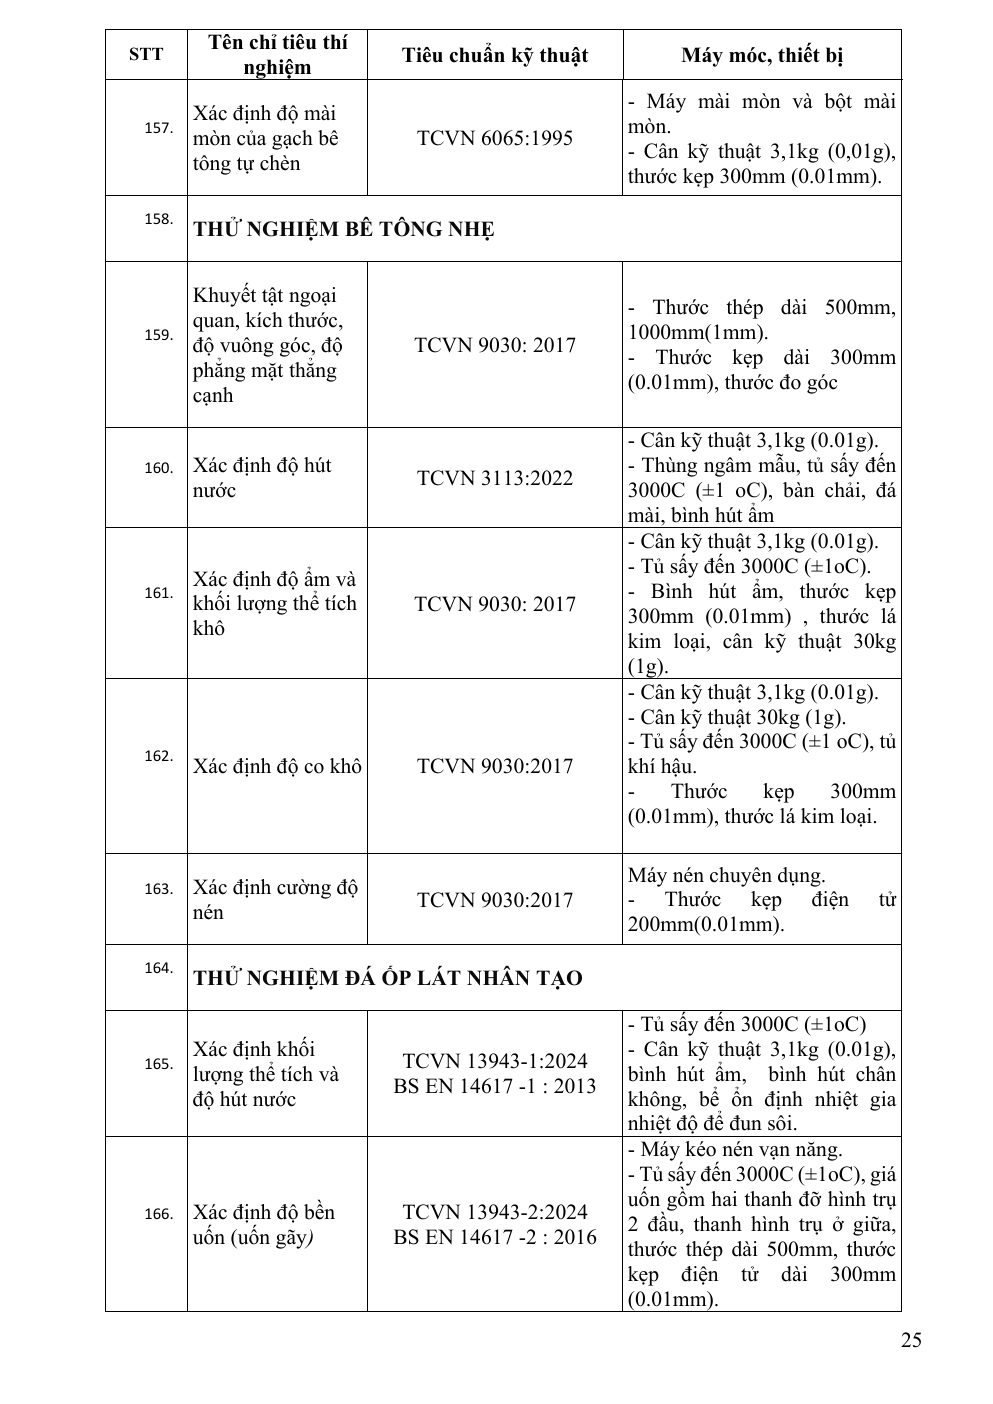 STT
Tên chỉ tiêu thí
nghiệm
Tiêu chuẩn kỹ thuật
Máy móc, thiết bị
157.
Xác định độ mài
mòn của gạch bê
tông tự chèn
TCVN 6065:1995
- Máy mài mòn và bột mài
mòn.
- Cân kỹ thuật 3,1kg (0,01g),
thước kẹp 300mm (0.01mm).
158.
THỬ NGHIỆM BÊ TÔNG NHẸ
159.
Khuyết tật ngoại
quan, kích thước,
độ vuông góc, độ
phẳng mặt thẳng
cạnh
TCVN 9030: 2017
- Thước thép dài 500mm,
1000mm(1mm).
- Thước kẹp dài 300mm
(0.01mm), thước đo góc
160.
Xác định độ hút
nước
TCVN 3113:2022
- Cân kỹ thuật 3,1kg (0.01g).
- Thùng ngâm mẫu, tủ sấy đến
3000C (±1 oC), bàn chải, đá
mài, bình hút ẩm
161.
Xác định độ ẩm và
khối lượng thể tích
khô
TCVN 9030: 2017
- Cân kỹ thuật 3,1kg (0.01g).
- Tủ sấy đến 3000C (±1oC).
- Bình hút ẩm, thước kẹp
300mm (0.01mm) , thước lá
kim loại, cân kỹ thuật 30kg
(1g).
162.
Xác định độ co khô
TCVN 9030:2017
- Cân kỹ thuật 3,1kg (0.01g).
- Cân kỹ thuật 30kg (1g).
- Tủ sấy đến 3000C (±1 oC), tủ
khí hậu.
- Thước kẹp 300mm
(0.01mm), thước lá kim loại.
163.
Xác định cường độ
nén
TCVN 9030:2017
Máy nén chuyên dụng.
- Thước kẹp điện tử
200mm(0.01mm).
164.
THỬ NGHIỆM ĐÁ ỐP LÁT NHÂN TẠO
165.
Xác định khối
lượng thể tích và
độ hút nước
TCVN 13943-1:2024
BS EN 14617 -1 : 2013
- Tủ sấy đến 3000C (±1oC)
- Cân kỹ thuật 3,1kg (0.01g),
bình hút ẩm, bình hút chân
không, bể ổn định nhiệt gia
nhiệt độ để đun sôi.
166.
Xác định độ bền
uốn (uốn gãy)
TCVN 13943-2:2024
BS EN 14617 -2 : 2016
- Máy kéo nén vạn năng.
- Tủ sấy đến 3000C (±1oC), giá
uốn gồm hai thanh đỡ hình trụ
2 đầu, thanh hình trụ ở giữa,
thước thép dài 500mm, thước
kẹp điện tử dài 300mm
(0.01mm).
25